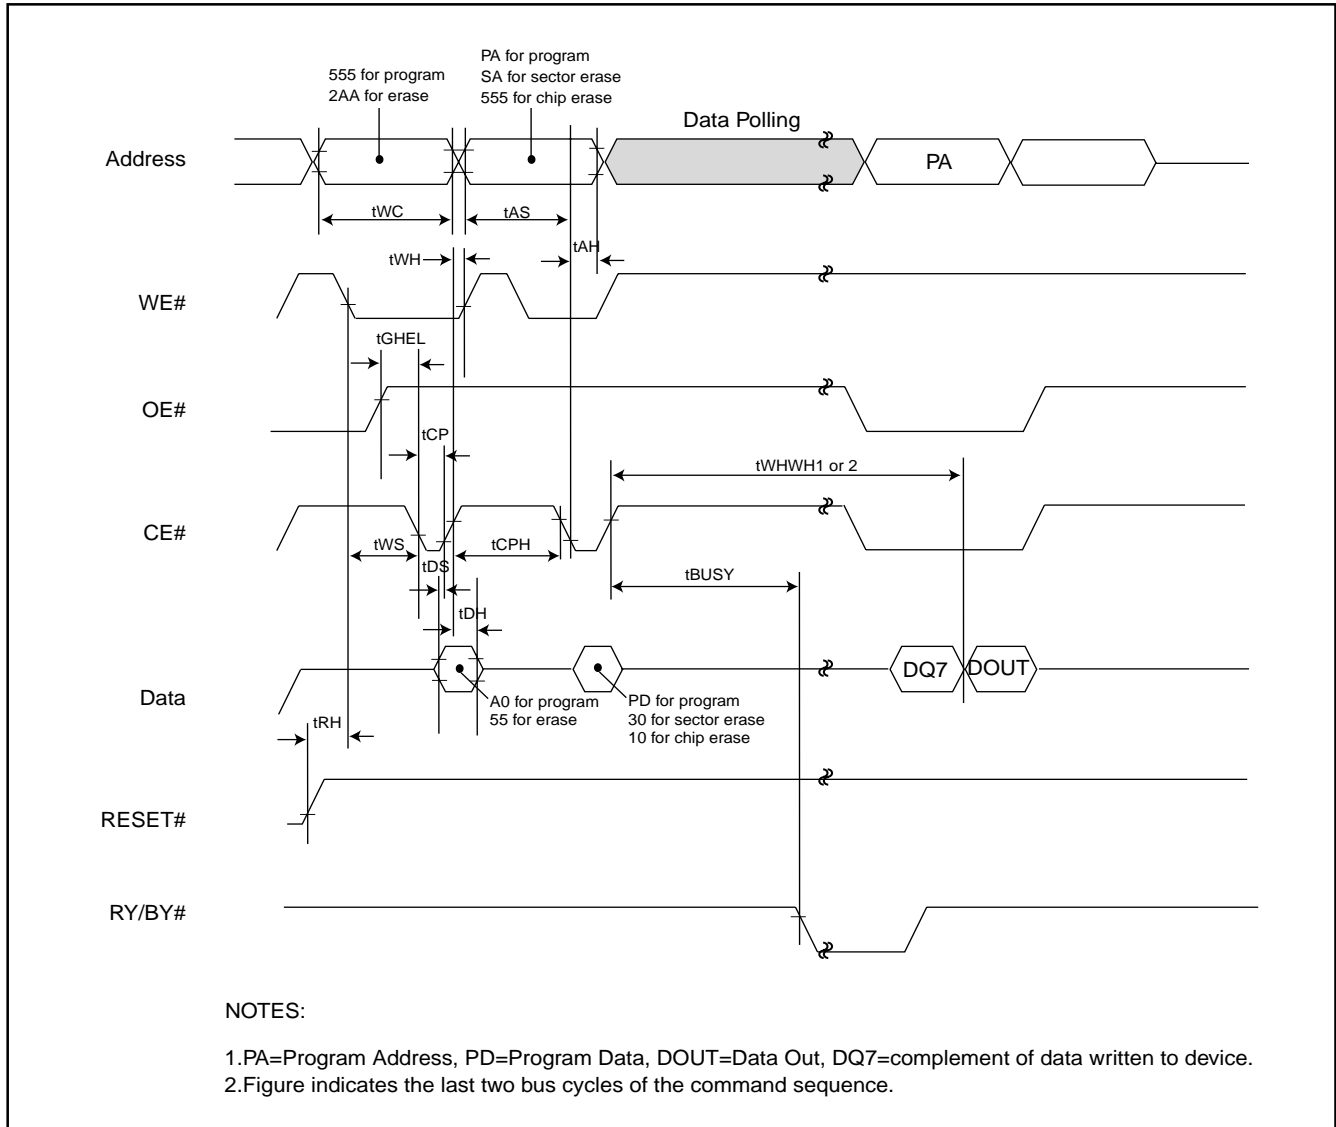 PA for program
SA for sector erase
555 for chip erase
555 for program
2AA for erase
Data Polling
Address
PA
tWC
tAS
tAH
tWH
WE#
tGHEL
OE#
tCP
tWHWH1 or 2
CE#
tWS
tCPH
tDS
tBUSY
tDH
DQ7
DOUT
Data
A0 for program
55 for erase
PD for program
30 for sector erase
10 for chip erase
tRH
RESET#
RY/BY#
NOTES:
1.PA=Program Address, PD=Program Data, DOUT=Data Out, DQ7=complement of data written to device.
2.Figure indicates the last two bus cycles of the command sequence.